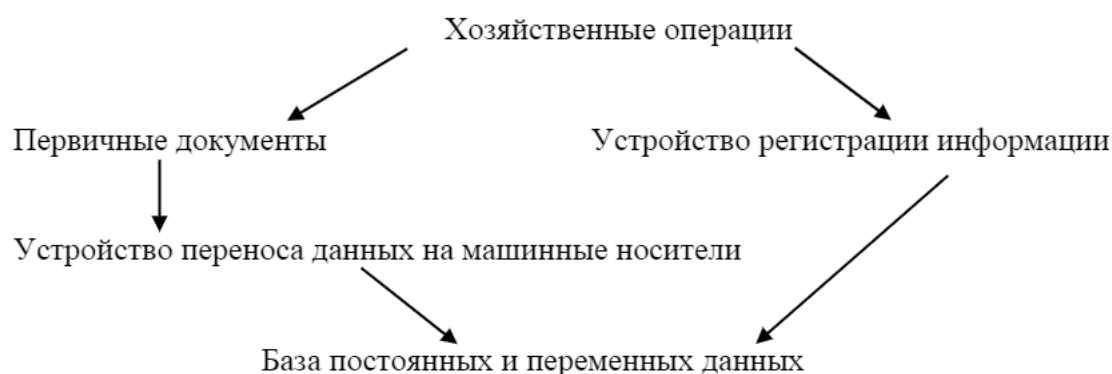 Хозяйственные операции
Первичные документы
Устройство регистрации информации
Устройство переноса данных на машинные носители
База постоянных и переменных данных